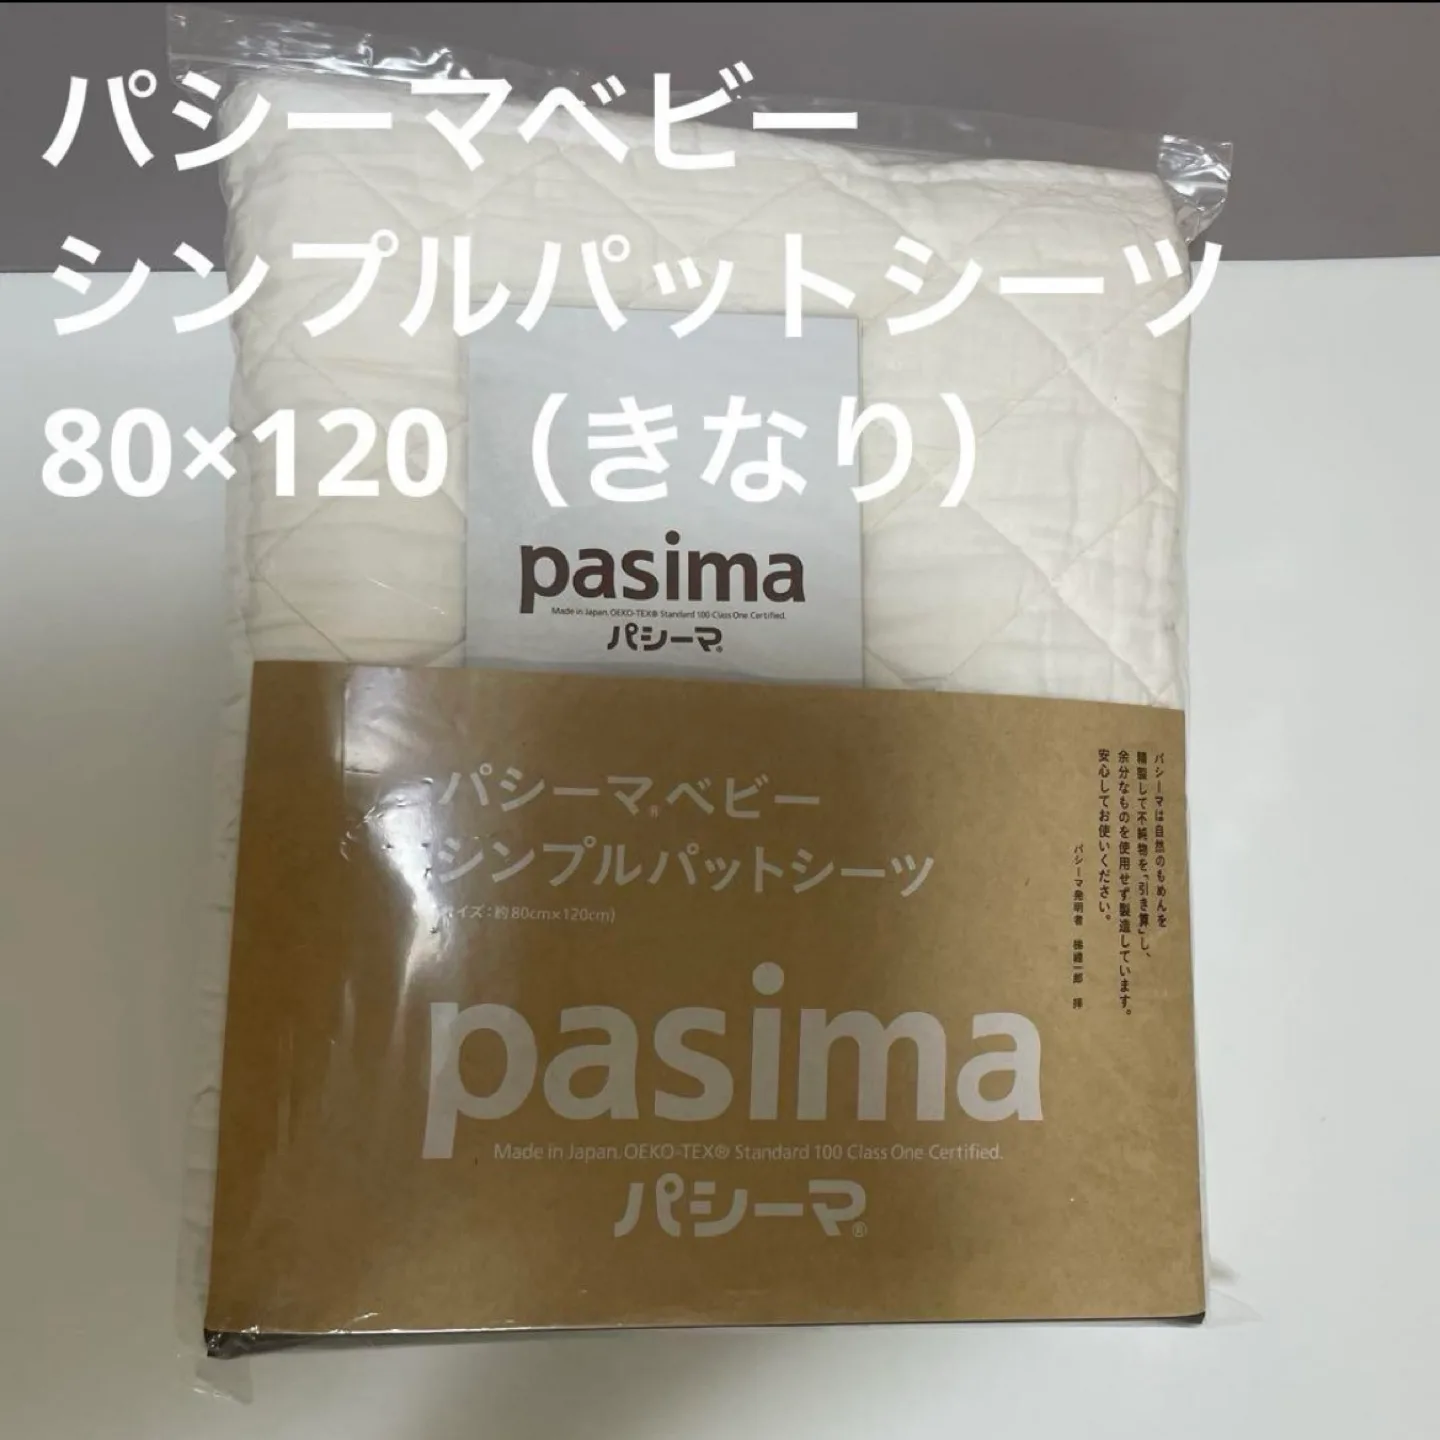 パシーマベビー
シンプルパットシーツ
80×120（きなり）
pasima
Made in Japan. OEKO-TEX® Standard 100 Class One Certified.
パシーマ®
パシーマ®ベビー
シンプルパットシーツ
イズ：約80cm×120cm)
パシーマは自然のもめんを
精製して不純物を「引き算」し、
余分なものを使用せず製造しています。
安心してお使いください。
パシーマ発明者
pasima
Made in Japan. OEKO-TEX® Standard 100 Class One Certified.
パシーマ®